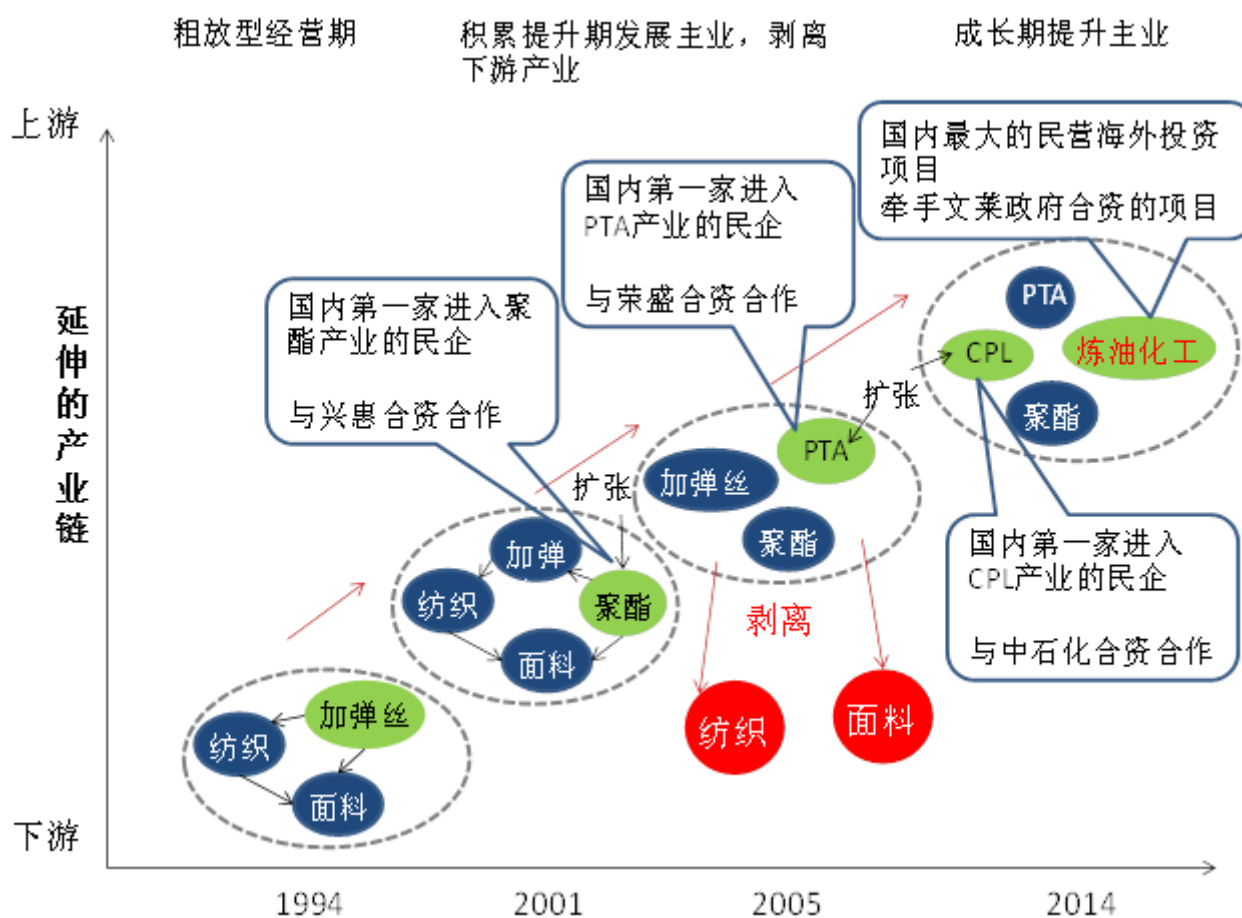 粗放型经营期
积累提升期发展主业，剥离
下游产业
成长期提升主业
上游
国内最大的民营海外投资
项目
牵手文莱政府合资的项目
国内第一家进入
PTA产业的民企
与荣盛合资合作
国内第一家进入聚
酯产业的民企
与兴惠合资合作
延伸的产业链
PTA
CPL
炼油化工
聚酯
扩张
PTA
加弹丝
聚酯
扩张
加弹
纺织
聚酯
面料
国内第一家进入
CPL产业的民企
与中石化合资合作
剥离
纺织
面料
加弹丝
纺织
面料
下游
1994
2001
2005
2014